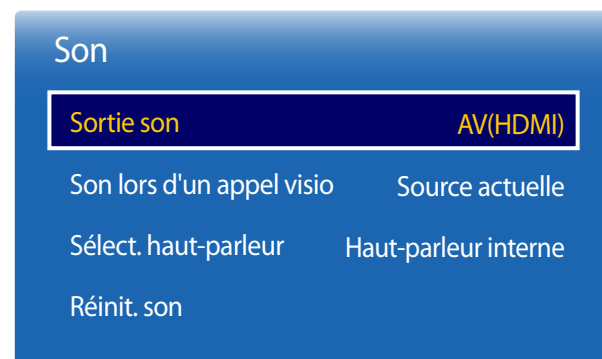 Son
Sortie son AV(HDMI)
Son lors d'un appel visio Source actuelle
Sélect. haut-parleur Haut-parleur interne
Réinit. son